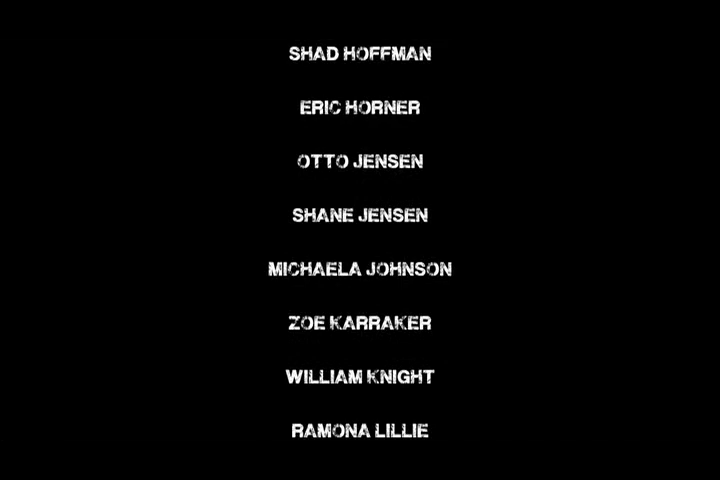 SHAD HOFFMAN
ERIC HORNER
OTTO JENSEN
SHANE JENSEN
MICHAELA JOHNSON
ZOE KARRAKER
WILLIAM KNIGHT
RAMONA LILLIE